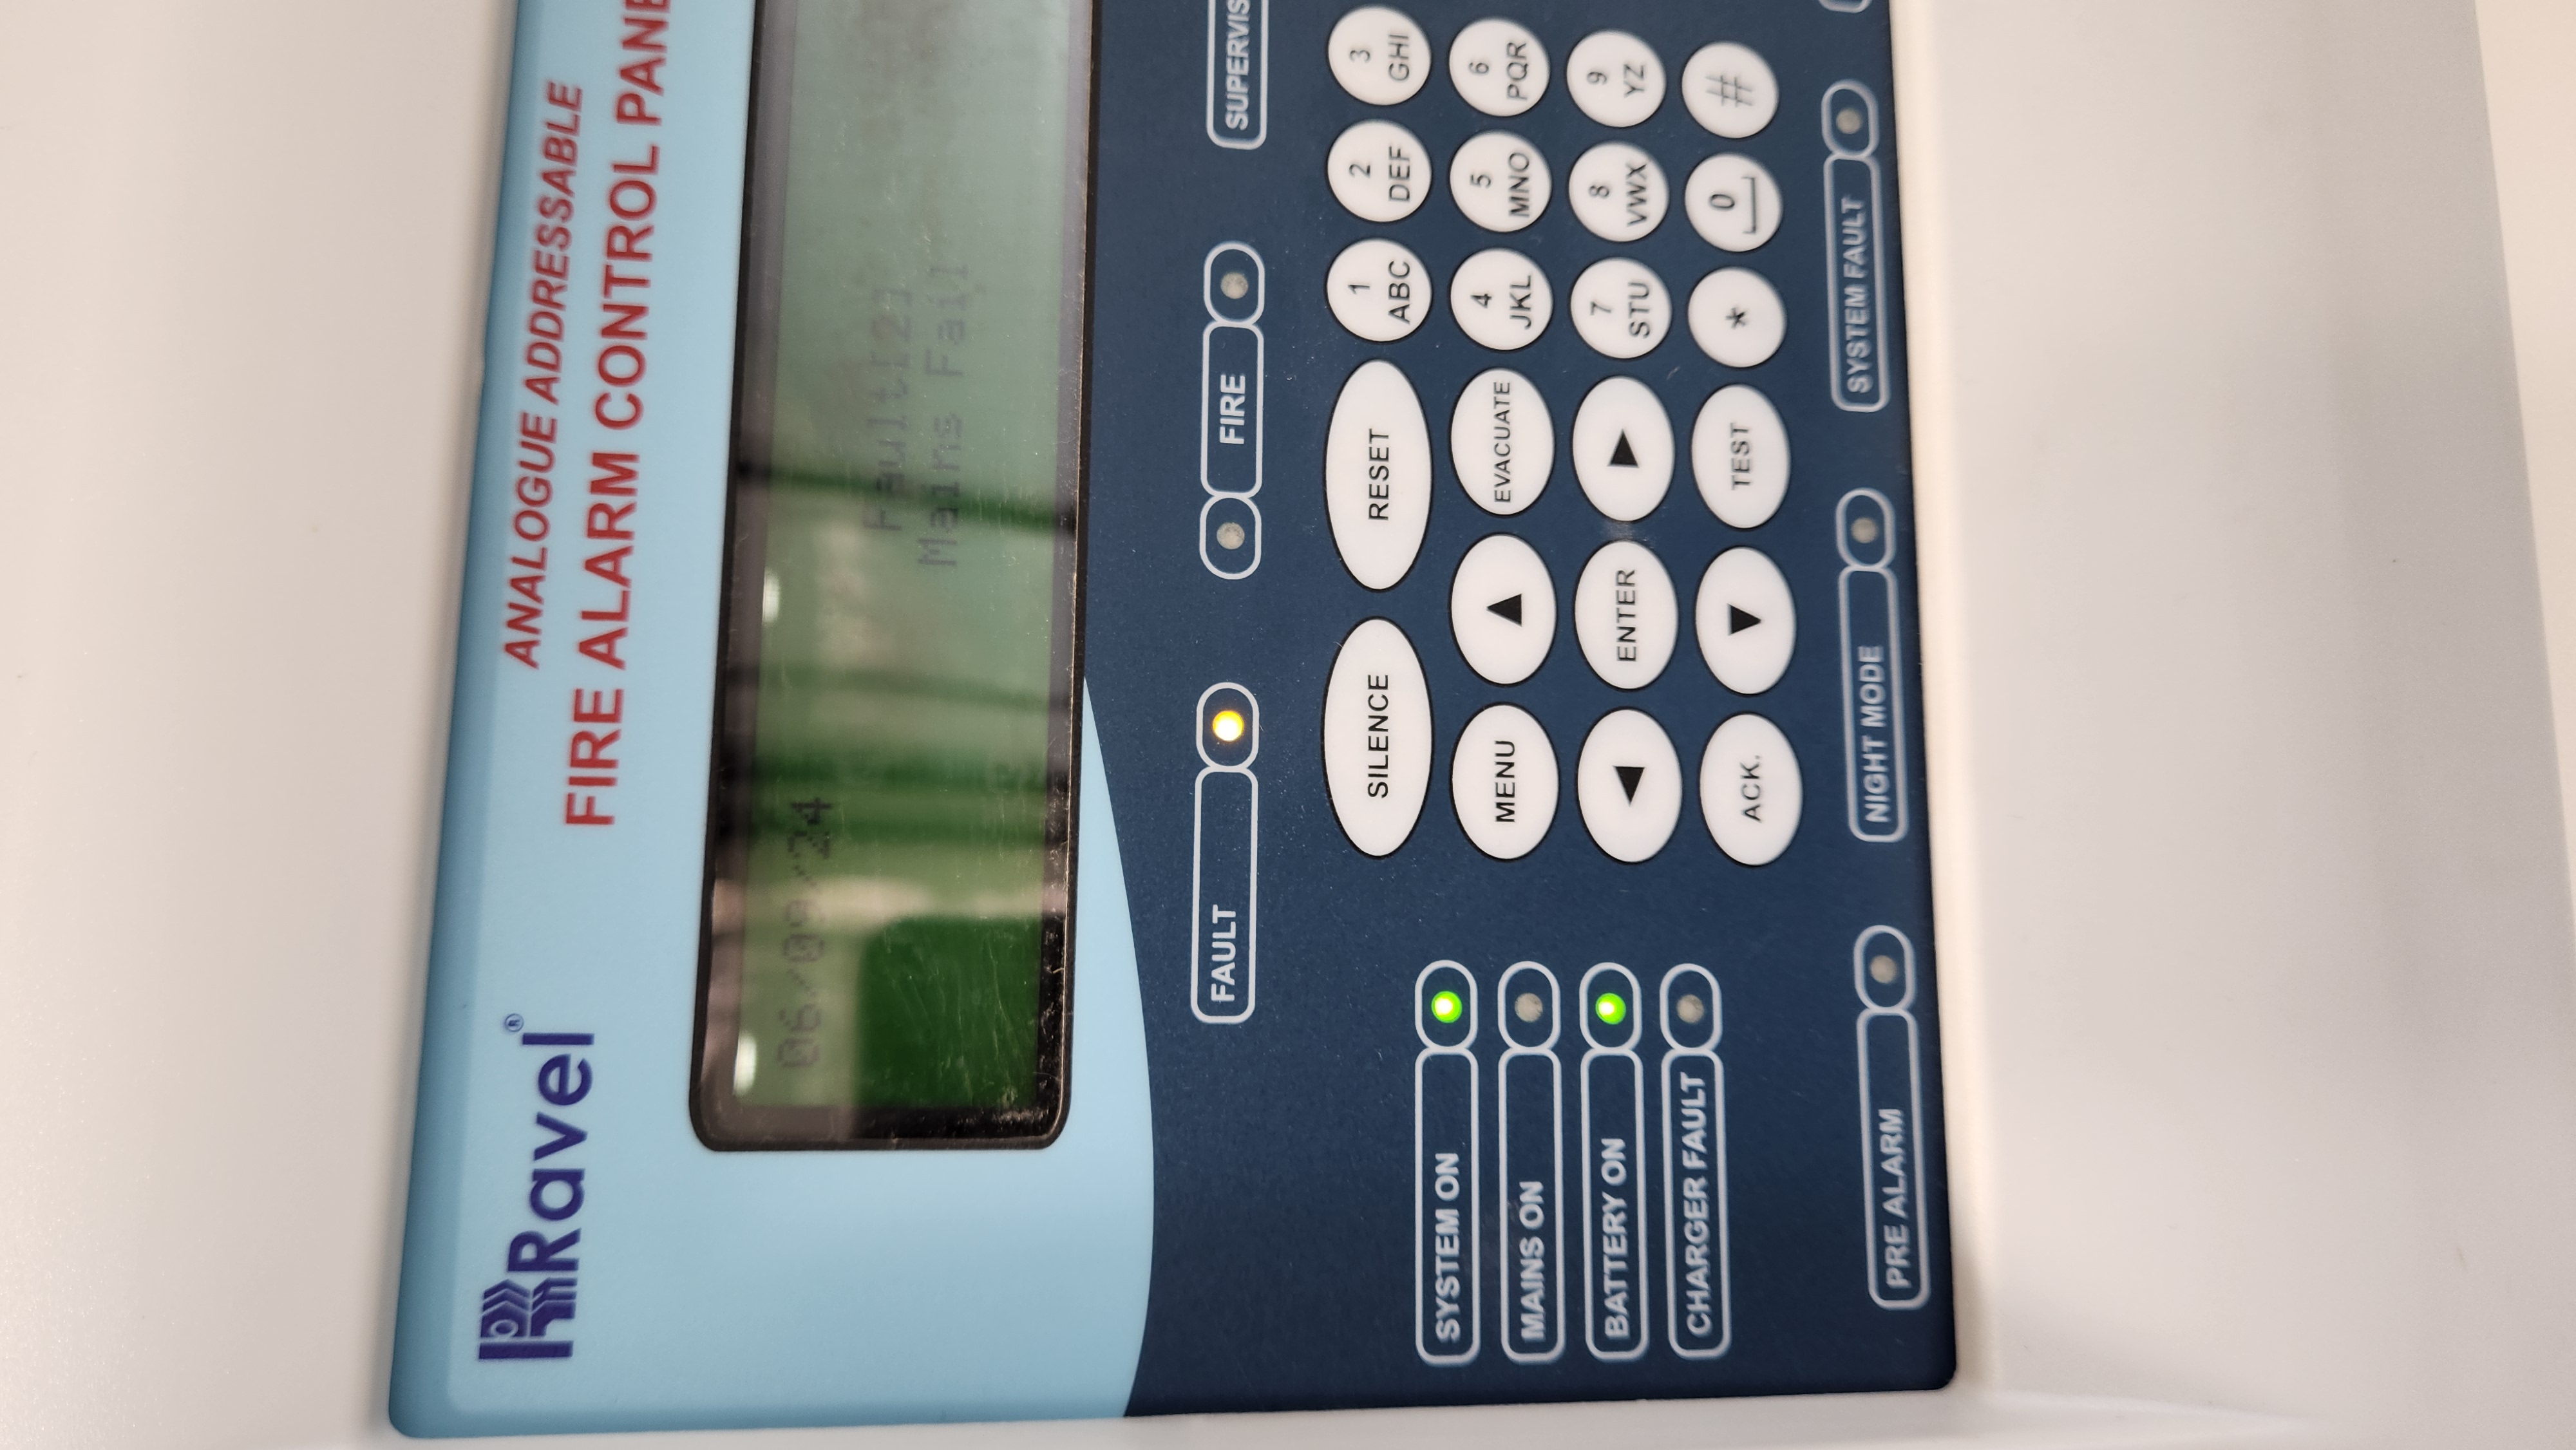 Ravel®
ANALOGUE ADDRESSABLE
FIRE ALARM CONTROL PANE
06/09/24
Fault[2]
Mains Fail
FAULT
FIRE
SUPERVIS
SILENCE
RESET
1
ABC
2
DEF
3
GHI
SYSTEM ON
MENU
▲
EVACUATE
4
JKL
5
MNO
6
PQR
MAINS ON
BATTERY ON
◀
ENTER
▶
7
STU
8
VWX
9
YZ
CHARGER FAULT
ACK.
▼
TEST
*
0
#
PRE ALARM
NIGHT MODE
SYSTEM FAULT